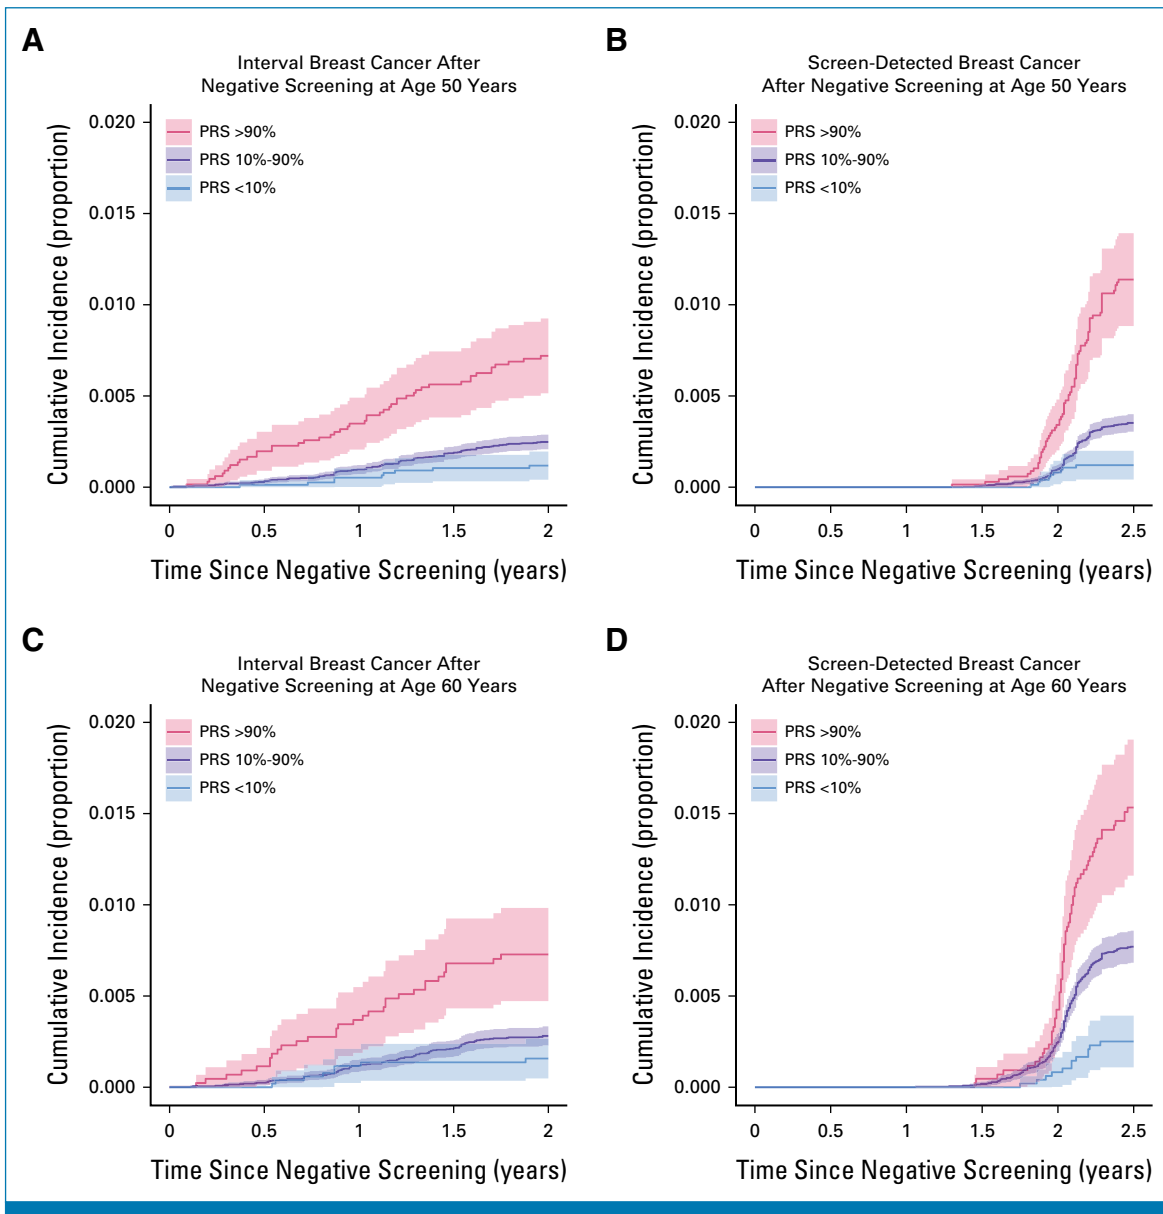 A
Interval Breast Cancer After
Negative Screening at Age 50 Years
Cumulative Incidence (proportion)
0.020
0.015
0.010
0.005
0.000
PRS >90%
PRS 10%-90%
PRS <10%
0 0.5 1 1.5 2
Time Since Negative Screening (years)
B
Screen-Detected Breast Cancer
After Negative Screening at Age 50 Years
Cumulative Incidence (proportion)
0.020
0.015
0.010
0.005
0.000
PRS >90%
PRS 10%-90%
PRS <10%
0 0.5 1 1.5 2 2.5
Time Since Negative Screening (years)
C
Interval Breast Cancer After
Negative Screening at Age 60 Years
Cumulative Incidence (proportion)
0.020
0.015
0.010
0.005
0.000
PRS >90%
PRS 10%-90%
PRS <10%
0 0.5 1 1.5 2
Time Since Negative Screening (years)
D
Screen-Detected Breast Cancer
After Negative Screening at Age 60 Years
Cumulative Incidence (proportion)
0.020
0.015
0.010
0.005
0.000
PRS >90%
PRS 10%-90%
PRS <10%
0 0.5 1 1.5 2 2.5
Time Since Negative Screening (years)